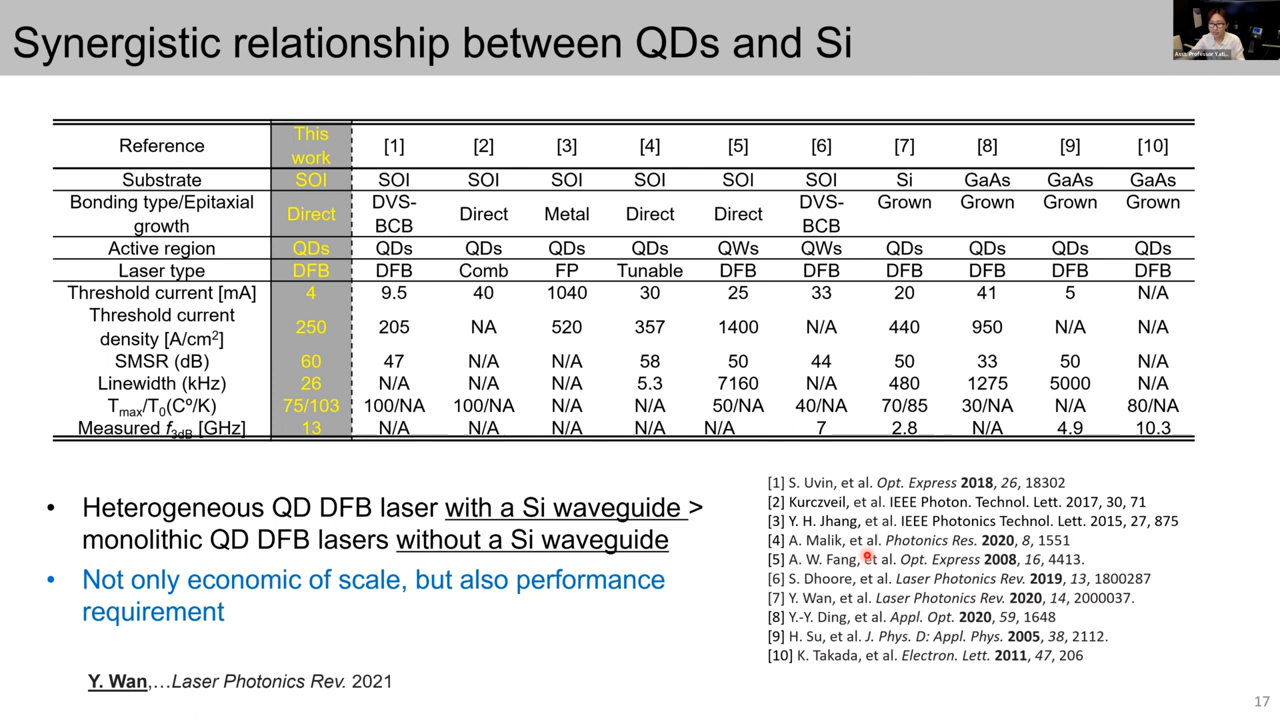 Synergistic relationship between QDs and Si
Reference This work [1] [2] [3] [4] [5] [6] [7] [8] [9] [10]
Substrate SOI SOI SOI SOI SOI SOI SOI Si GaAs GaAs GaAs
Bonding type/Epitaxial growth Direct DVS-BCB Direct Metal Direct Direct DVS-BCB Grown Grown Grown Grown
Active region QDs QDs QDs QDs QDs QWs QWs QDs QDs QDs QDs
Laser type DFB DFB Comb FP Tunable DFB DFB DFB DFB DFB DFB
Threshold current [mA] 4 9.5 40 1040 30 25 33 20 41 5 N/A
Threshold current density [A/cm²] 250 205 NA 520 357 1400 N/A 440 950 N/A N/A
SMSR (dB) 60 47 N/A N/A 58 50 44 50 33 50 N/A
Linewidth (kHz) 26 N/A N/A N/A 5.3 7160 N/A 480 1275 5000 N/A
Tmax/T0(Cº/K) 75/103 100/NA 100/NA N/A N/A 50/NA 40/NA 70/85 30/NA N/A 80/NA
Measured f3dB [GHz] 13 N/A N/A N/A N/A N/A 7 2.8 N/A 4.9 10.3
• Heterogeneous QD DFB laser with a Si waveguide >
monolithic QD DFB lasers without a Si waveguide
• Not only economic of scale, but also performance
requirement
Y. Wan,…Laser Photonics Rev. 2021
[1] S. Uvin, et al. Opt. Express 2018, 26, 18302
[2] Kurczveil, et al. IEEE Photon. Technol. Lett. 2017, 30, 71
[3] Y. H. Jhang, et al. IEEE Photonics Technol. Lett. 2015, 27, 875
[4] A. Malik, et al. Photonics Res. 2020, 8, 1551
[5] A. W. Fang, et al. Opt. Express 2008, 16, 4413.
[6] S. Dhoore, et al. Laser Photonics Rev. 2019, 13, 1800287
[7] Y. Wan, et al. Laser Photonics Rev. 2020, 14, 2000037.
[8] Y.-Y. Ding, et al. Appl. Opt. 2020, 59, 1648
[9] H. Su, et al. J. Phys. D: Appl. Phys. 2005, 38, 2112.
[10] K. Takada, et al. Electron. Lett. 2011, 47, 206
17